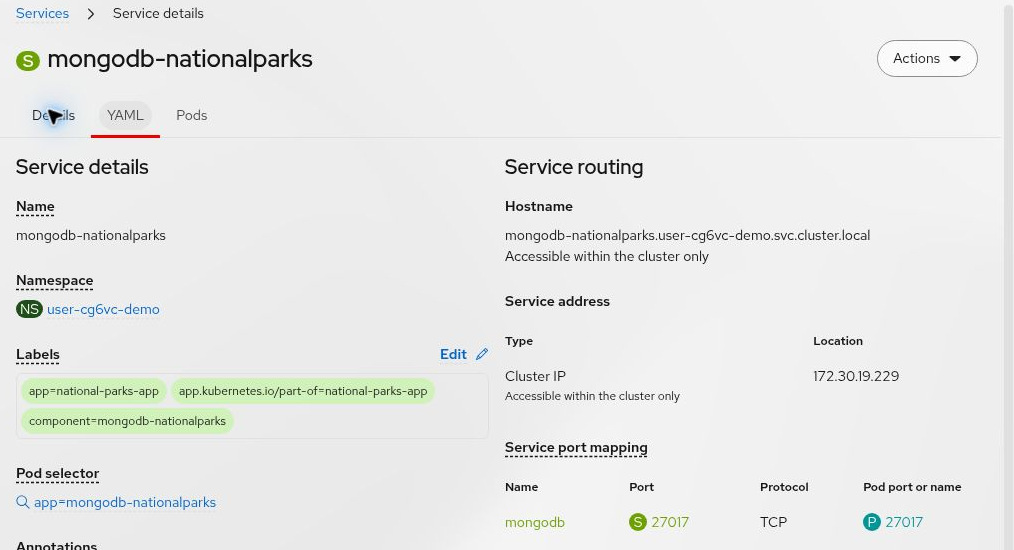 Services > Service details
S mongodb-nationalparks
Actions
Details YAML Pods
Service details
Name
mongodb-nationalparks
Namespace
NS user-cg6vc-demo
Labels
Edit
app=national-parks-app app.kubernetes.io/part-of=national-parks-app
component=mongodb-nationalparks
Pod selector
app=mongodb-nationalparks
Annotations
Service routing
Hostname
mongodb-nationalparks.user-cg6vc-demo.svc.cluster.local
Accessible within the cluster only
Service address
Type Location
Cluster IP 172.30.19.229
Accessible within the cluster only
Service port mapping
Name Port Protocol Pod port or name
mongodb S 27017 TCP P 27017